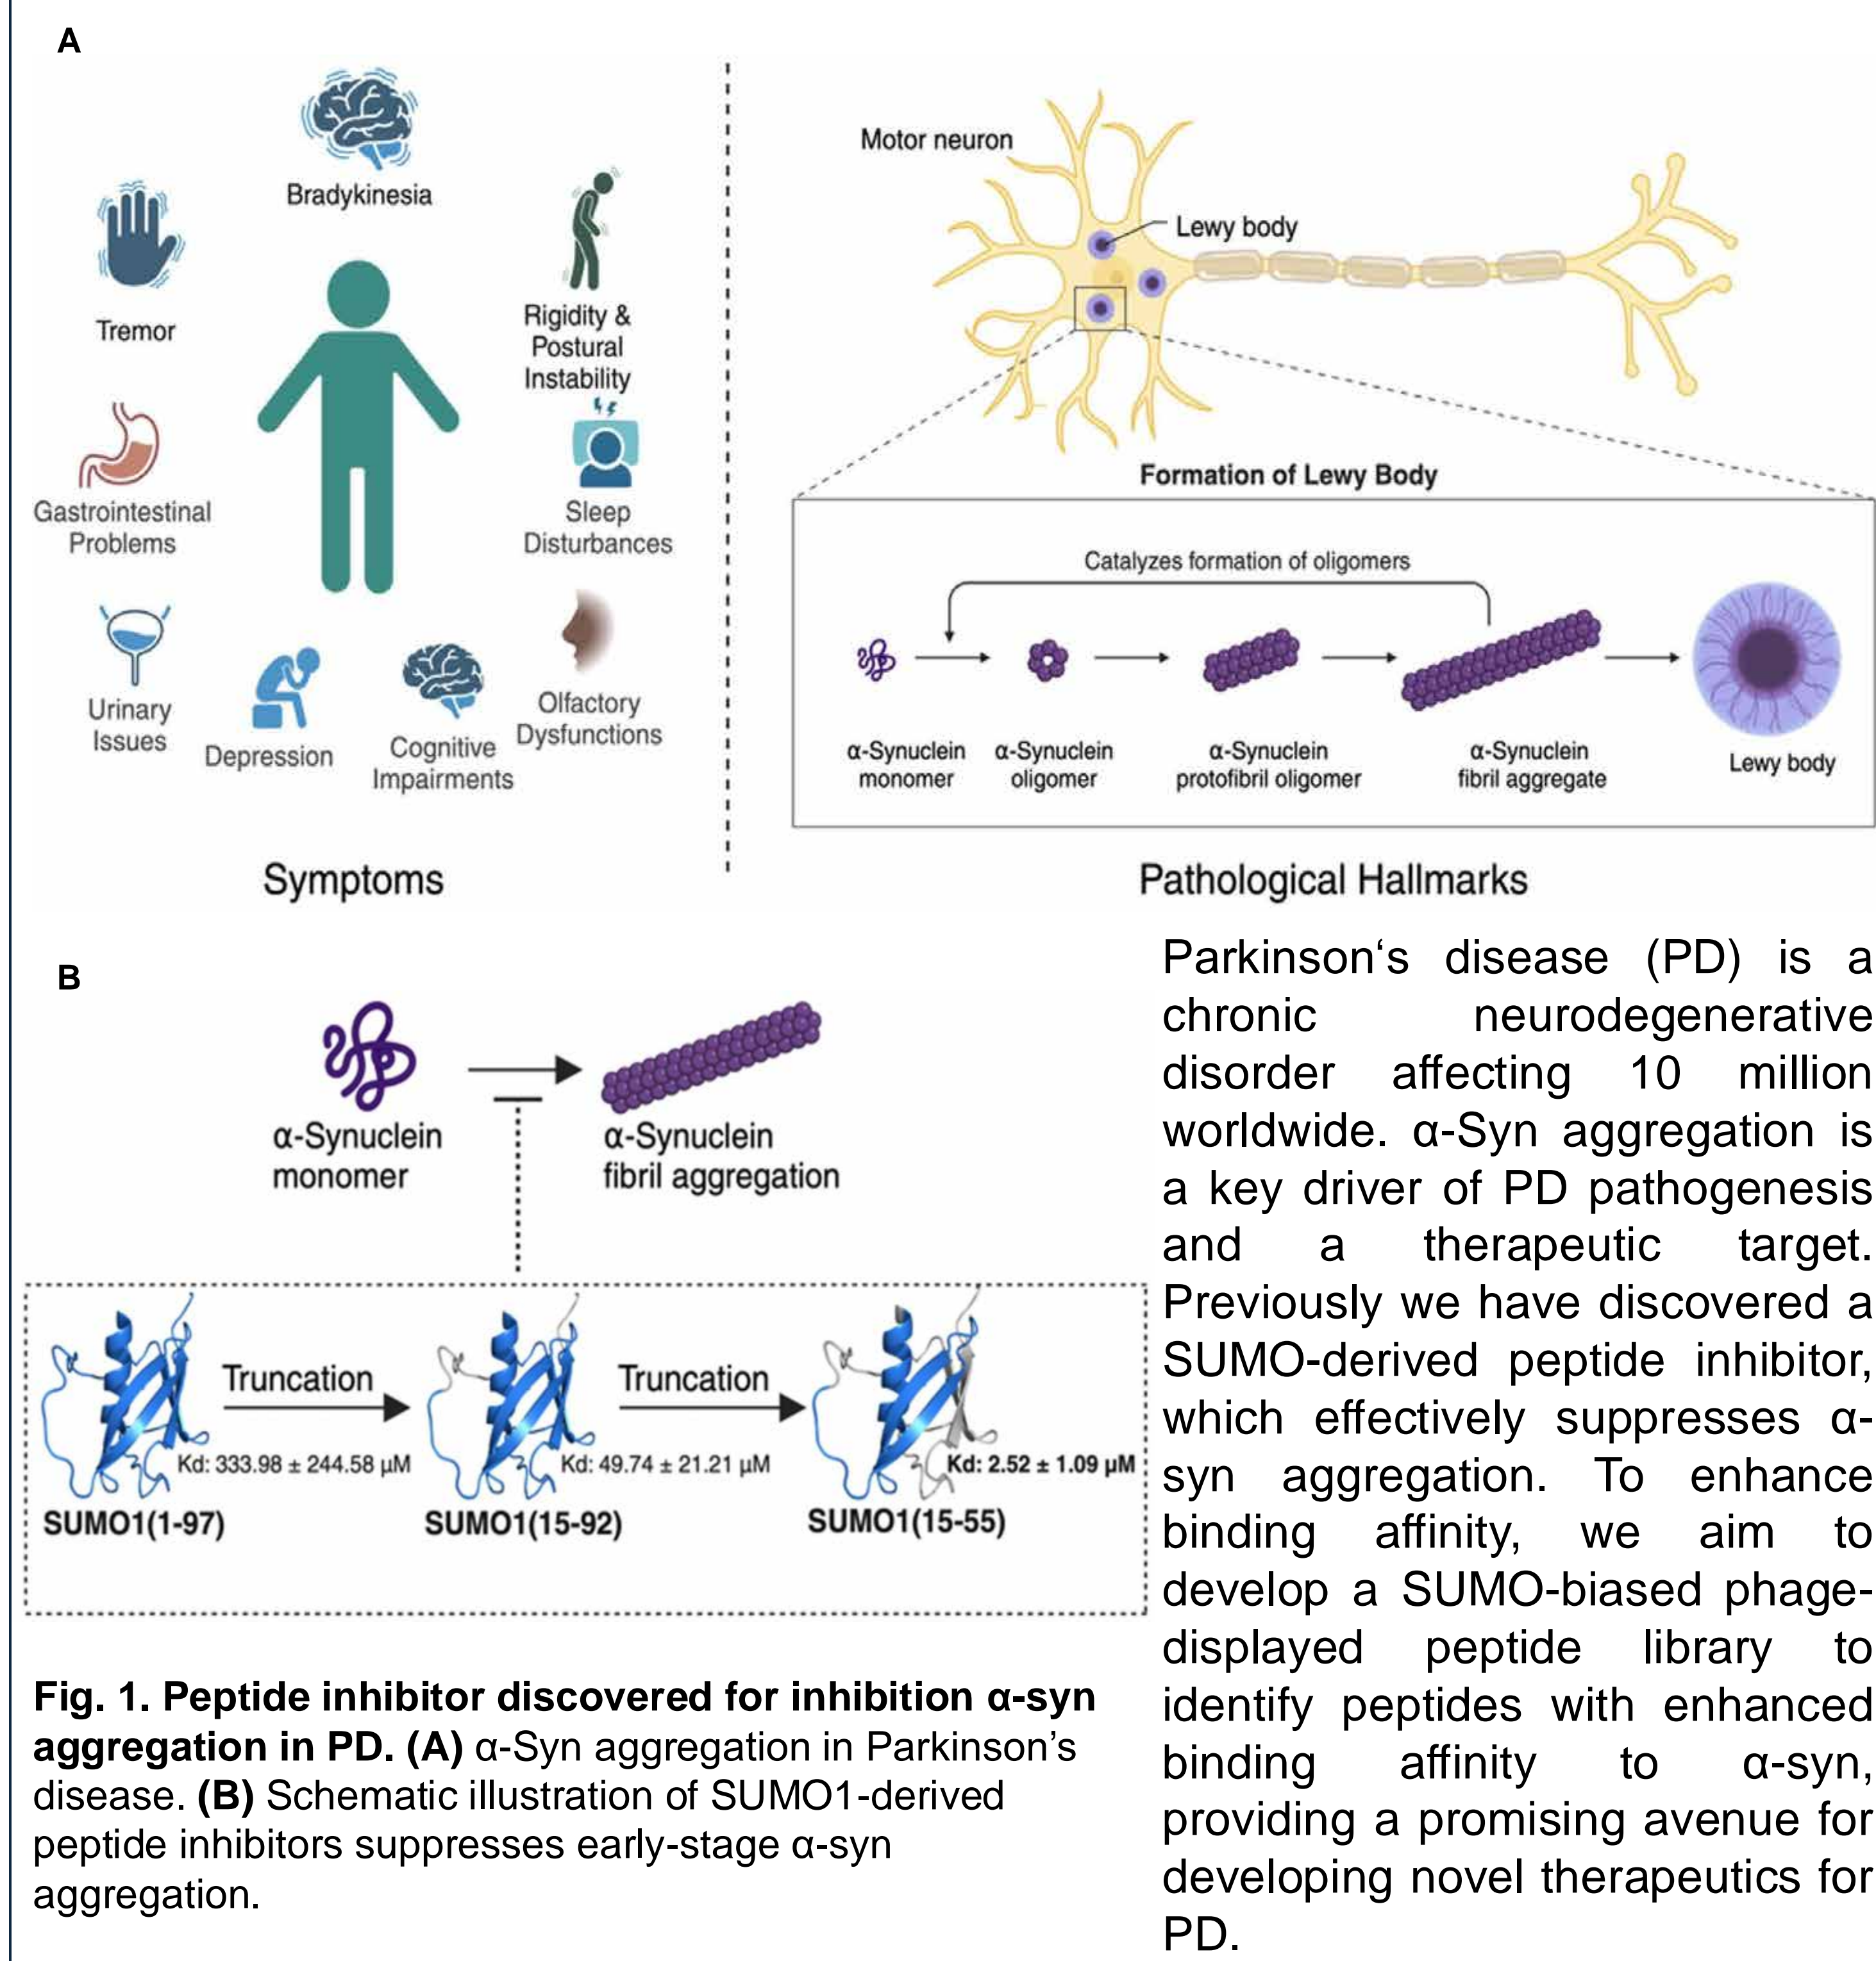 A
Bradykinesia
Tremor
Rigidity &
Postural
Instability
Gastrointestinal
Problems
Sleep
Disturbances
Urinary
Issues
Depression
Cognitive
Impairments
Olfactory
Dysfunctions
Symptoms
Motor neuron
Lewy body
Formation of Lewy Body
Catalyzes formation of oligomers
α-Synuclein
monomer
α-Synuclein
oligomer
α-Synuclein
protofibril oligomer
α-Synuclein
fibril aggregate
Lewy body
Pathological Hallmarks
B
α-Synuclein
monomer
α-Synuclein
fibril aggregation
Truncation
Truncation
Kd: 333.98 ± 244.58 µM
Kd: 49.74 ± 21.21 µM
Kd: 2.52 ± 1.09 µM
SUMO1(1-97)
SUMO1(15-92)
SUMO1(15-55)
Fig. 1. Peptide inhibitor discovered for inhibition α-syn
aggregation in PD. (A) α-Syn aggregation in Parkinson’s
disease. (B) Schematic illustration of SUMO1-derived
peptide inhibitors suppresses early-stage α-syn
aggregation.
Parkinson‘s disease (PD) is a
chronic neurodegenerative
disorder affecting 10 million
worldwide. α-Syn aggregation is
a key driver of PD pathogenesis
and a therapeutic target.
Previously we have discovered a
SUMO-derived peptide inhibitor,
which effectively suppresses α-
syn aggregation. To enhance
binding affinity, we aim to
develop a SUMO-biased phage-
displayed peptide library to
identify peptides with enhanced
binding affinity to α-syn,
providing a promising avenue for
developing novel therapeutics for
PD.